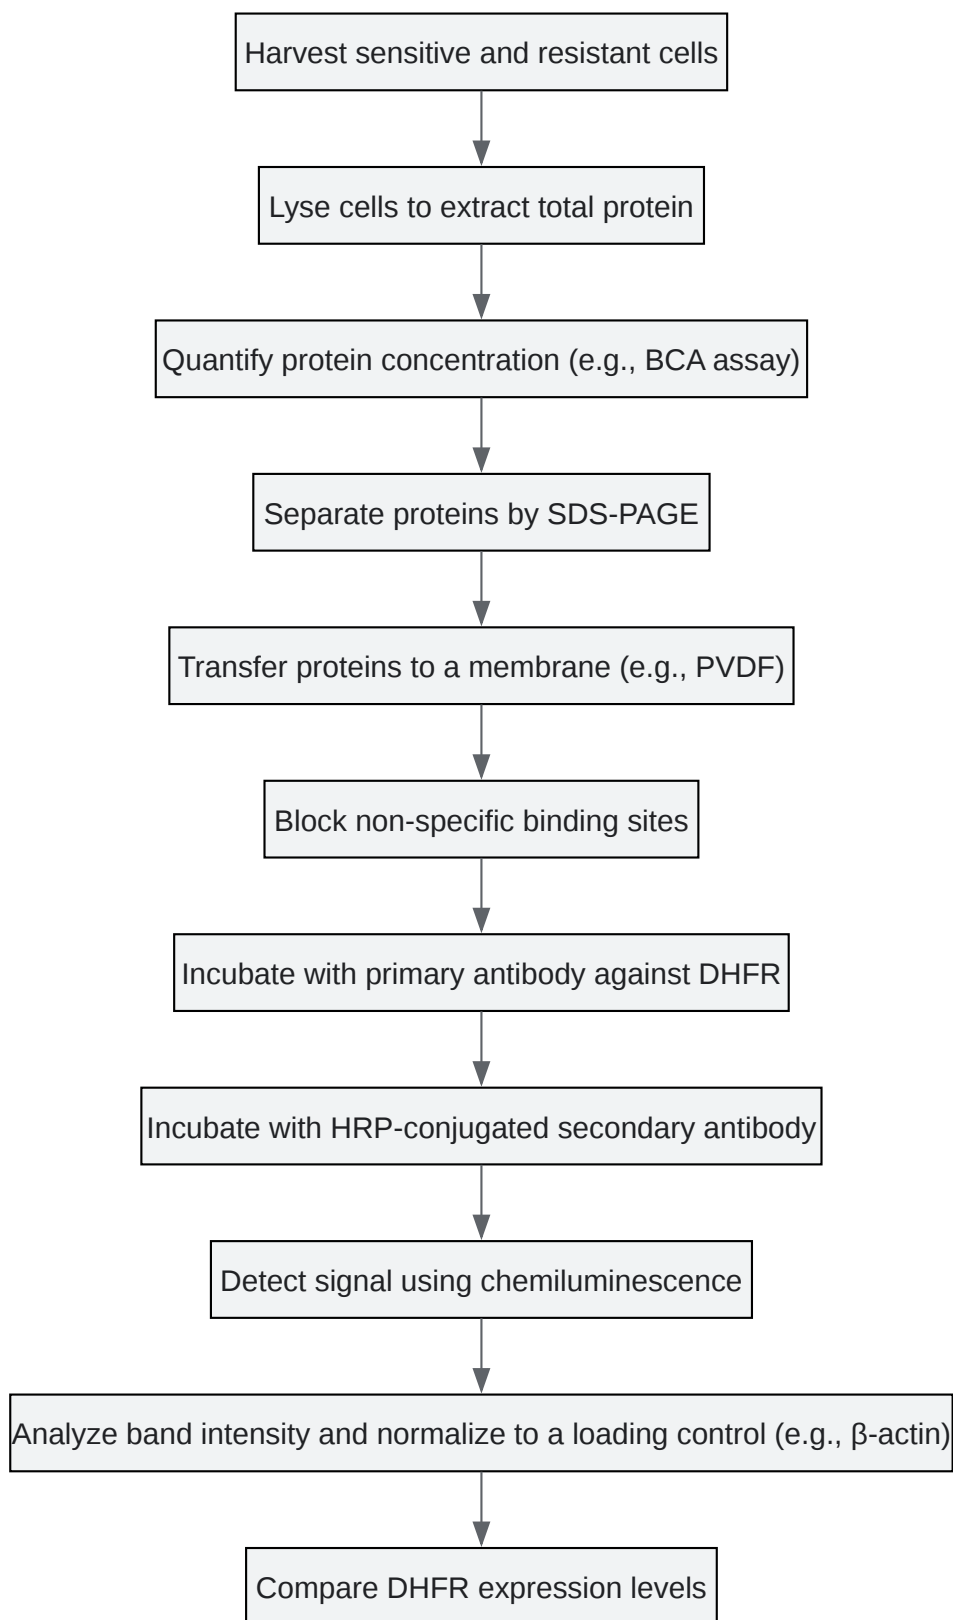 Harvest sensitive and resistant cells
Lyse cells to extract total protein
Quantify protein concentration (e.g., BCA assay)
Separate proteins by SDS-PAGE
Transfer proteins to a membrane (e.g., PVDF)
Block non-specific binding sites
Incubate with primary antibody against DHFR
Incubate with HRP-conjugated secondary antibody
Detect signal using chemiluminescence
Analyze band intensity and normalize to a loading control (e.g., β-actin)
Compare DHFR expression levels